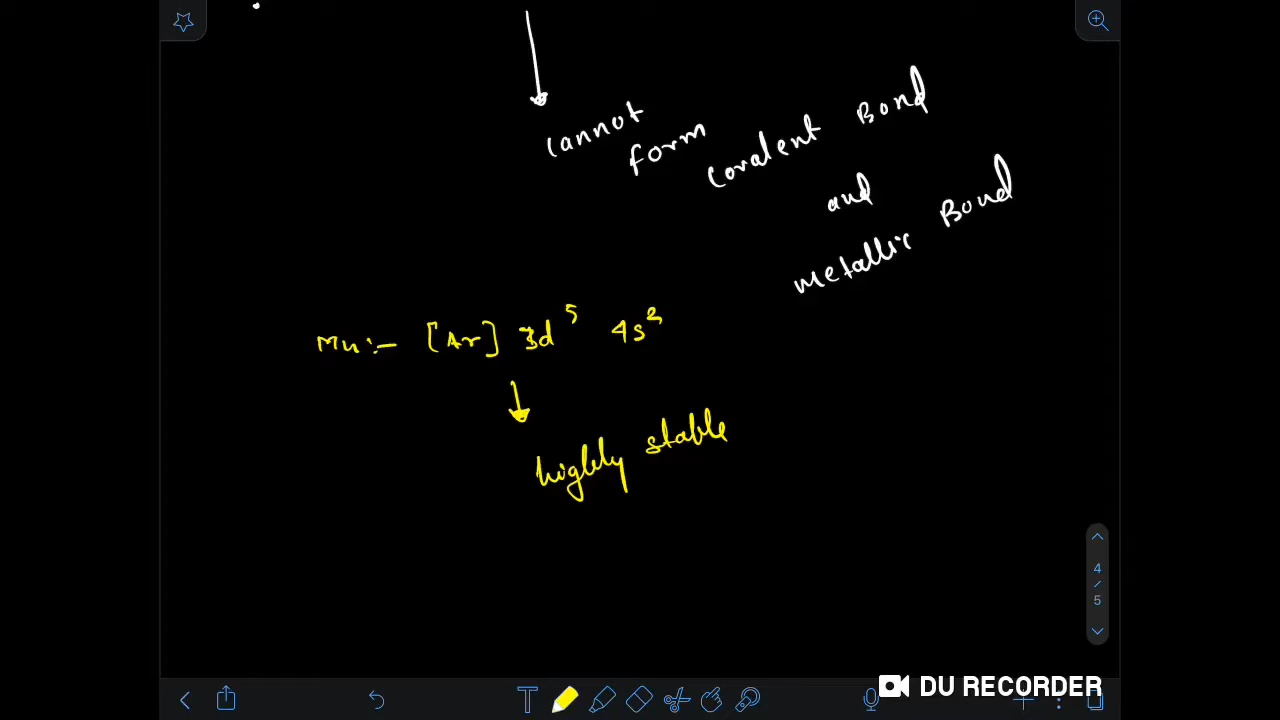 cannot form covalent Bond
and
metallic Bond
Mn:- [Ar] 3d⁵ 4s²
highly stable
4
5
T
DU RECORDER